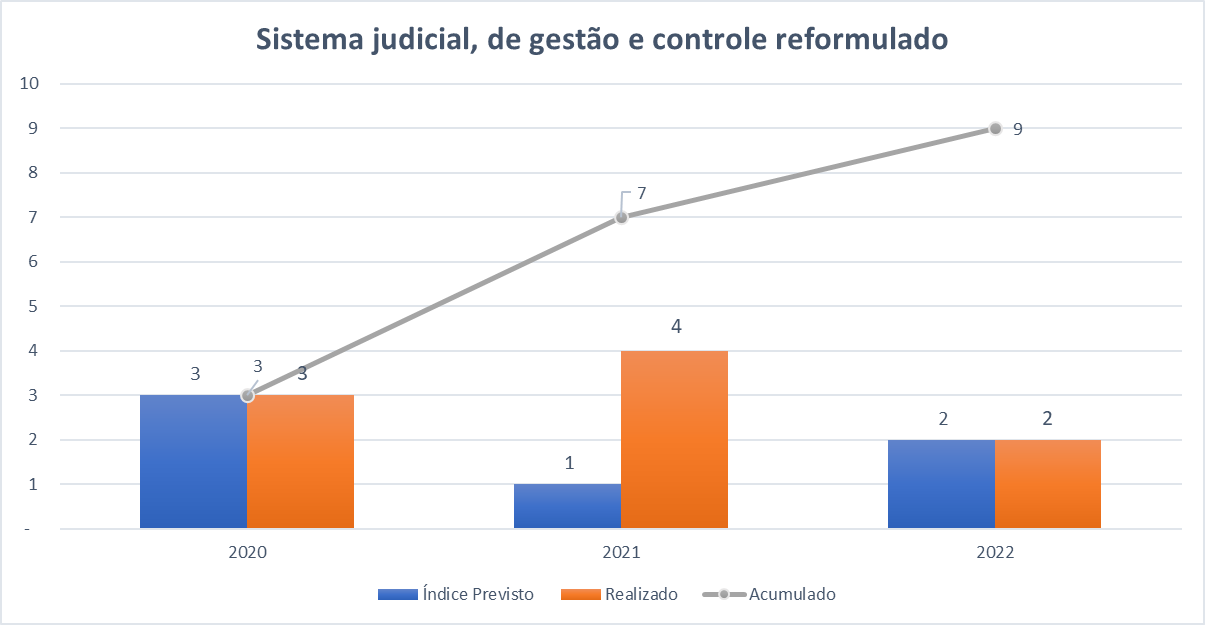 Sistema judicial, de gestão e controle reformulado
10
9
8
7
6
5
4
3
2
1
-
3 3 3
1 4 7
2 2 9
2020 2021 2022
Índice Previsto Realizado Acumulado